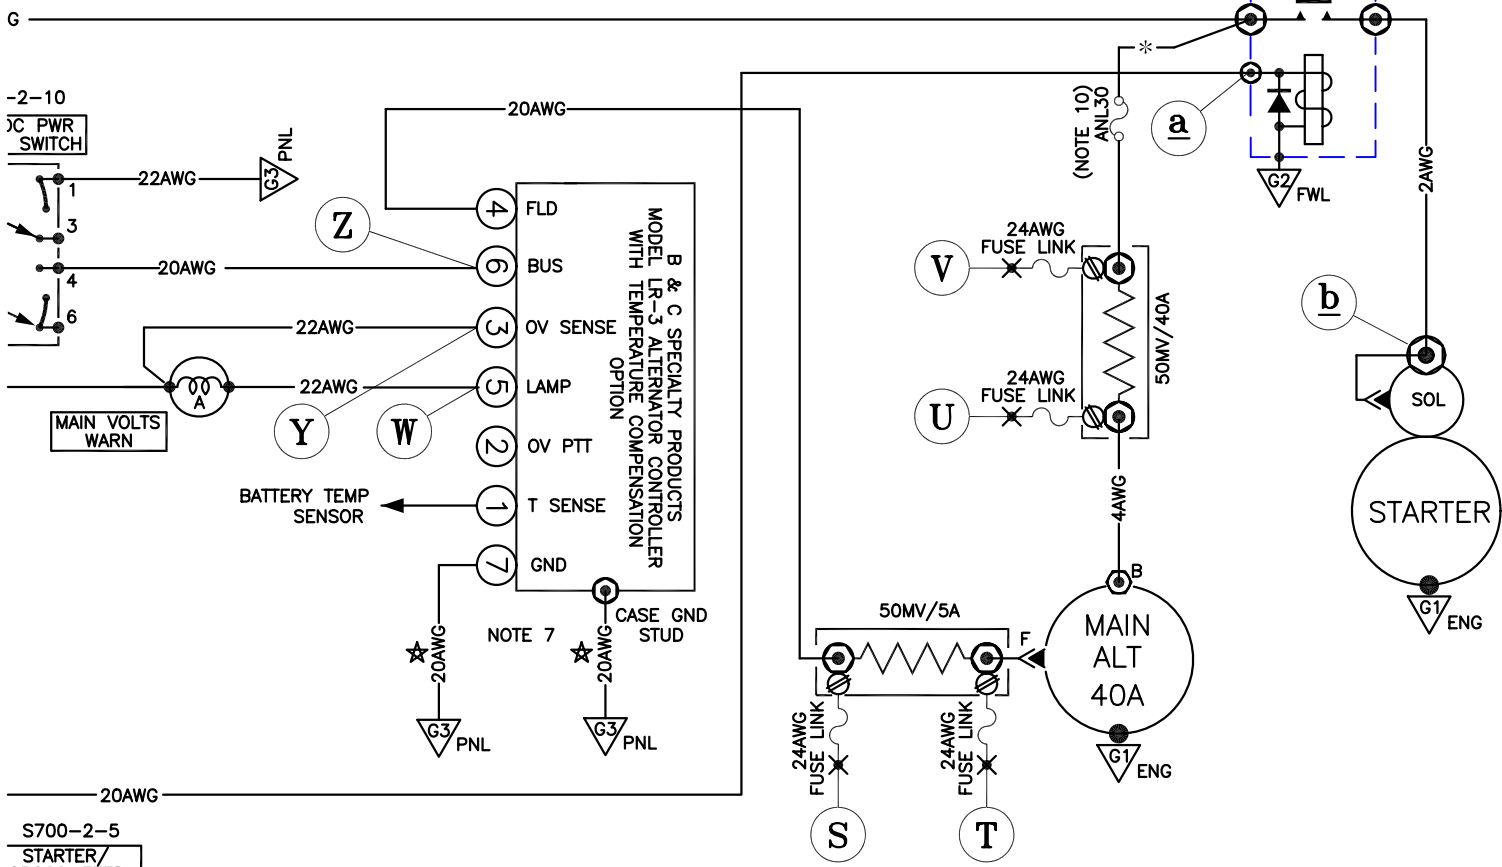 G
-2-10
DC PWR
SWITCH
1
3
4
6
22AWG
G3
PNL
20AWG
Z
20AWG
22AWG
22AWG
A
MAIN VOLTS
WARN
Y
W
4
FLD
6
BUS
3
OV SENSE
5
LAMP
2
OV PTT
1
T SENSE
7
GND
B & C SPECIALTY PRODUCTS
MODEL LR-3 ALTERNATOR CONTROLLER
WITH TEMPERATURE COMPENSATION
OPTION
BATTERY TEMP
SENSOR
20AWG
G3
PNL
NOTE 7
CASE GND
STUD
20AWG
G3
PNL
20AWG
S700-2-5
STARTER/
*
(NOTE 10)
ANL30
a
G2
FWL
2AWG
24AWG
FUSE LINK
V
50MV/40A
24AWG
FUSE LINK
U
4AWG
b
SOL
STARTER
G1
ENG
B
MAIN
ALT
40A
F
G1
ENG
50MV/5A
24AWG
FUSE LINK
S
24AWG
FUSE LINK
T